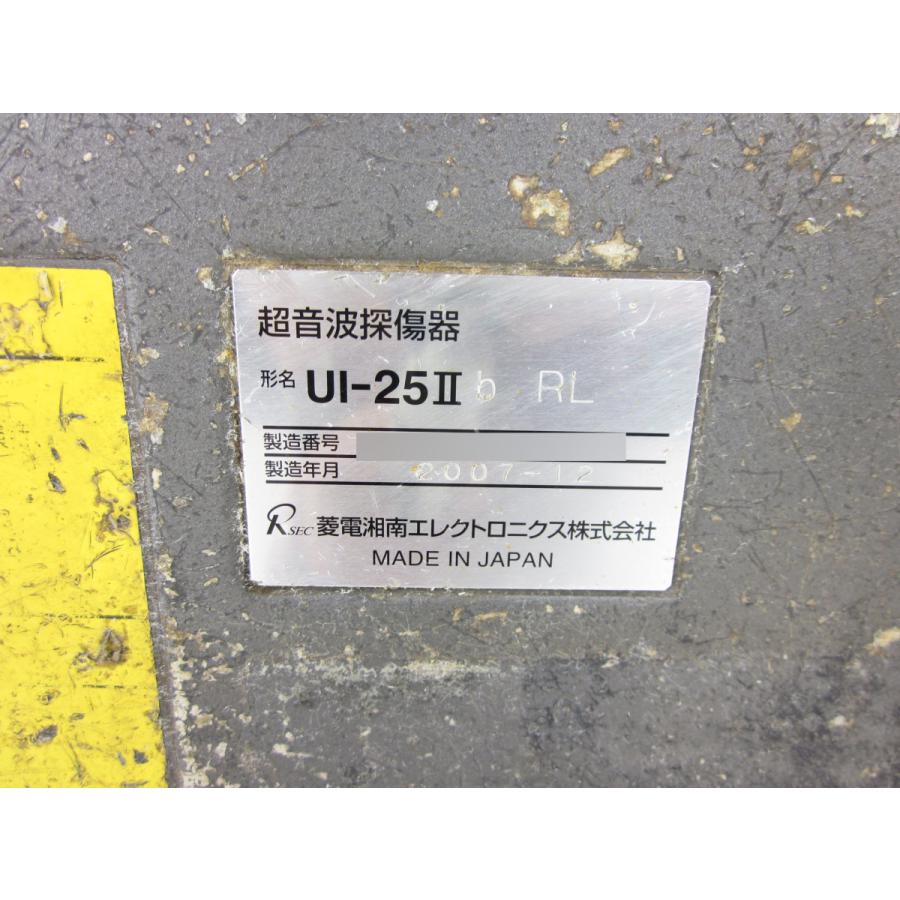 超音波探傷器
形名 UI-25II b RL
製造番号
製造年月 2007-12
RSEC 菱電湘南エレクトロニクス株式会社
MADE IN JAPAN